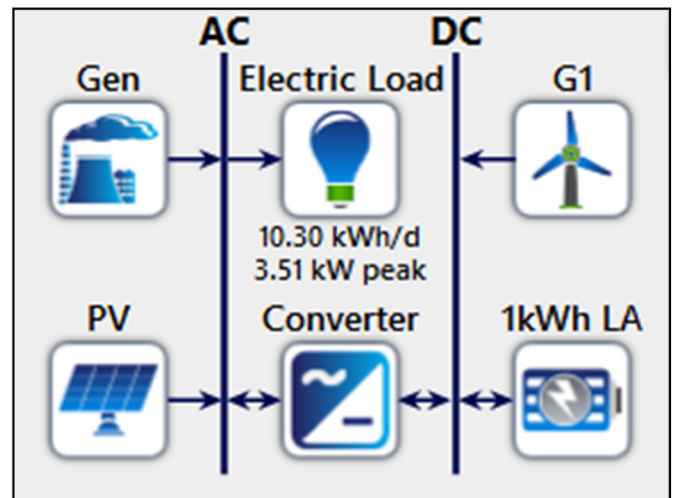 AC DC
Gen Electric Load G1
10.30 kWh/d
3.51 kW peak
PV Converter 1kWh LA